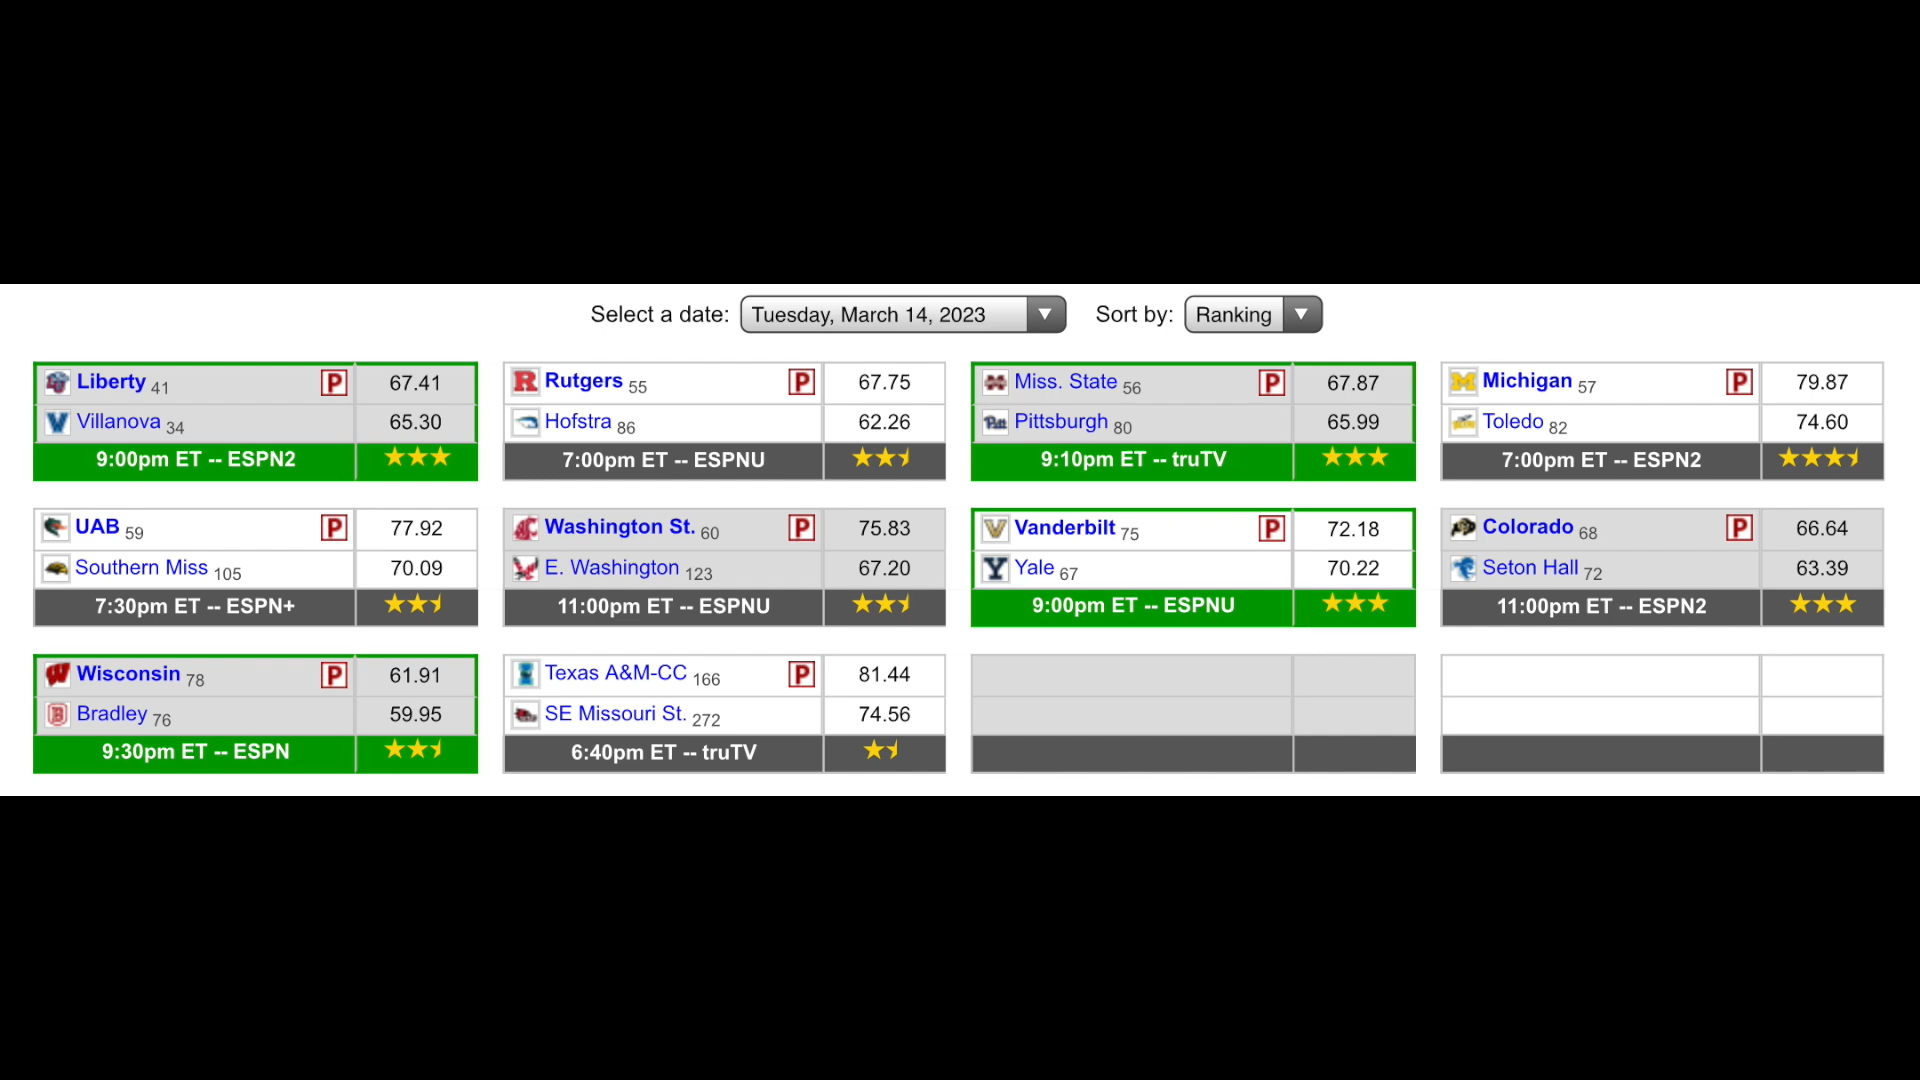 Select a date: Tuesday, March 14, 2023 Sort by: Ranking
Liberty 41 P 67.41
Villanova 34 65.30
9:00pm ET -- ESPN2
Rutgers 55 P 67.75
Hofstra 86 62.26
7:00pm ET -- ESPNU
Miss. State 56 P 67.87
Pittsburgh 80 65.99
9:10pm ET -- truTV
Michigan 57 P 79.87
Toledo 82 74.60
7:00pm ET -- ESPN2
UAB 59 P 77.92
Southern Miss 105 70.09
7:30pm ET -- ESPN+
Washington St. 60 P 75.83
E. Washington 123 67.20
11:00pm ET -- ESPNU
Vanderbilt 75 P 72.18
Yale 67 70.22
9:00pm ET -- ESPNU
Colorado 68 P 66.64
Seton Hall 72 63.39
11:00pm ET -- ESPN2
Wisconsin 78 P 61.91
Bradley 76 59.95
9:30pm ET -- ESPN
Texas A&M-CC 166 P 81.44
SE Missouri St. 272 74.56
6:40pm ET -- truTV